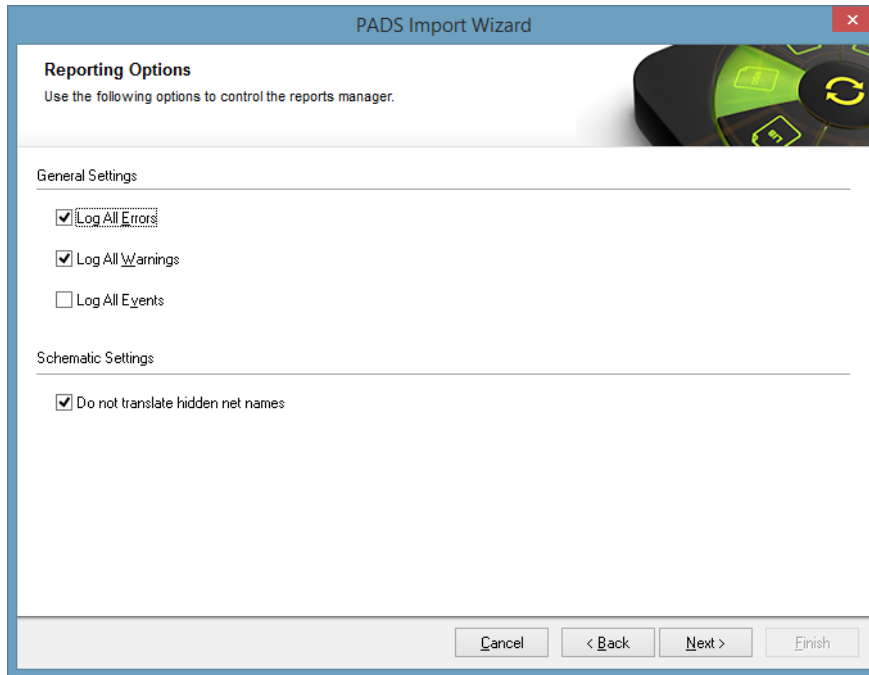 PADS Import Wizard
Reporting Options
Use the following options to control the reports manager.
General Settings
Log All Errors
Log All Warnings
Log All Events
Schematic Settings
Do not translate hidden net names
Cancel
< Back
Next >
Finish